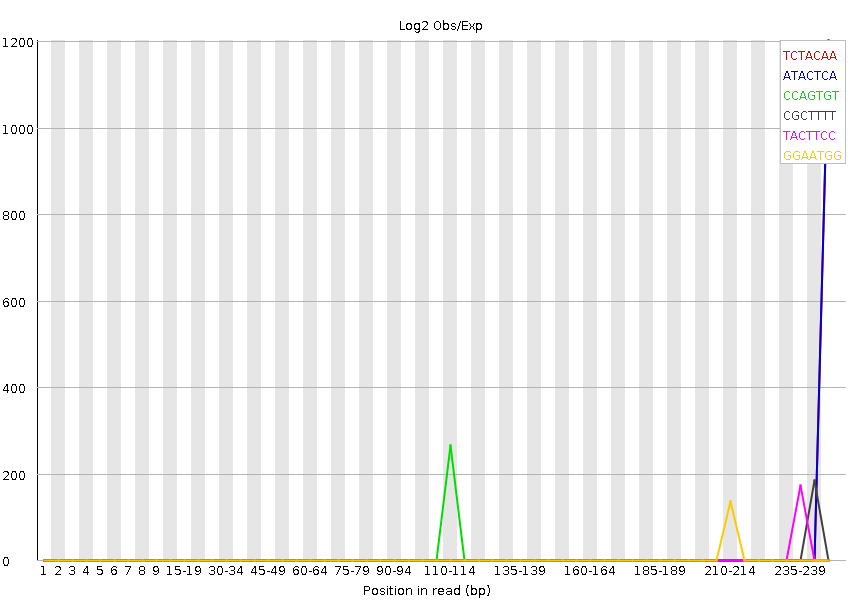 Log2 Obs/Exp
1200
1000
800
600
400
200
0
TCTACAA
ATACTCA
CCAGTGT
CGCTTTT
TACTTCC
GGAATGG
1 2 3 4 5 6 7 8 9 15-19 30-34 45-49 60-64 75-79 90-94 110-114 135-139 160-164 185-189 210-214 235-239
Position in read (bp)